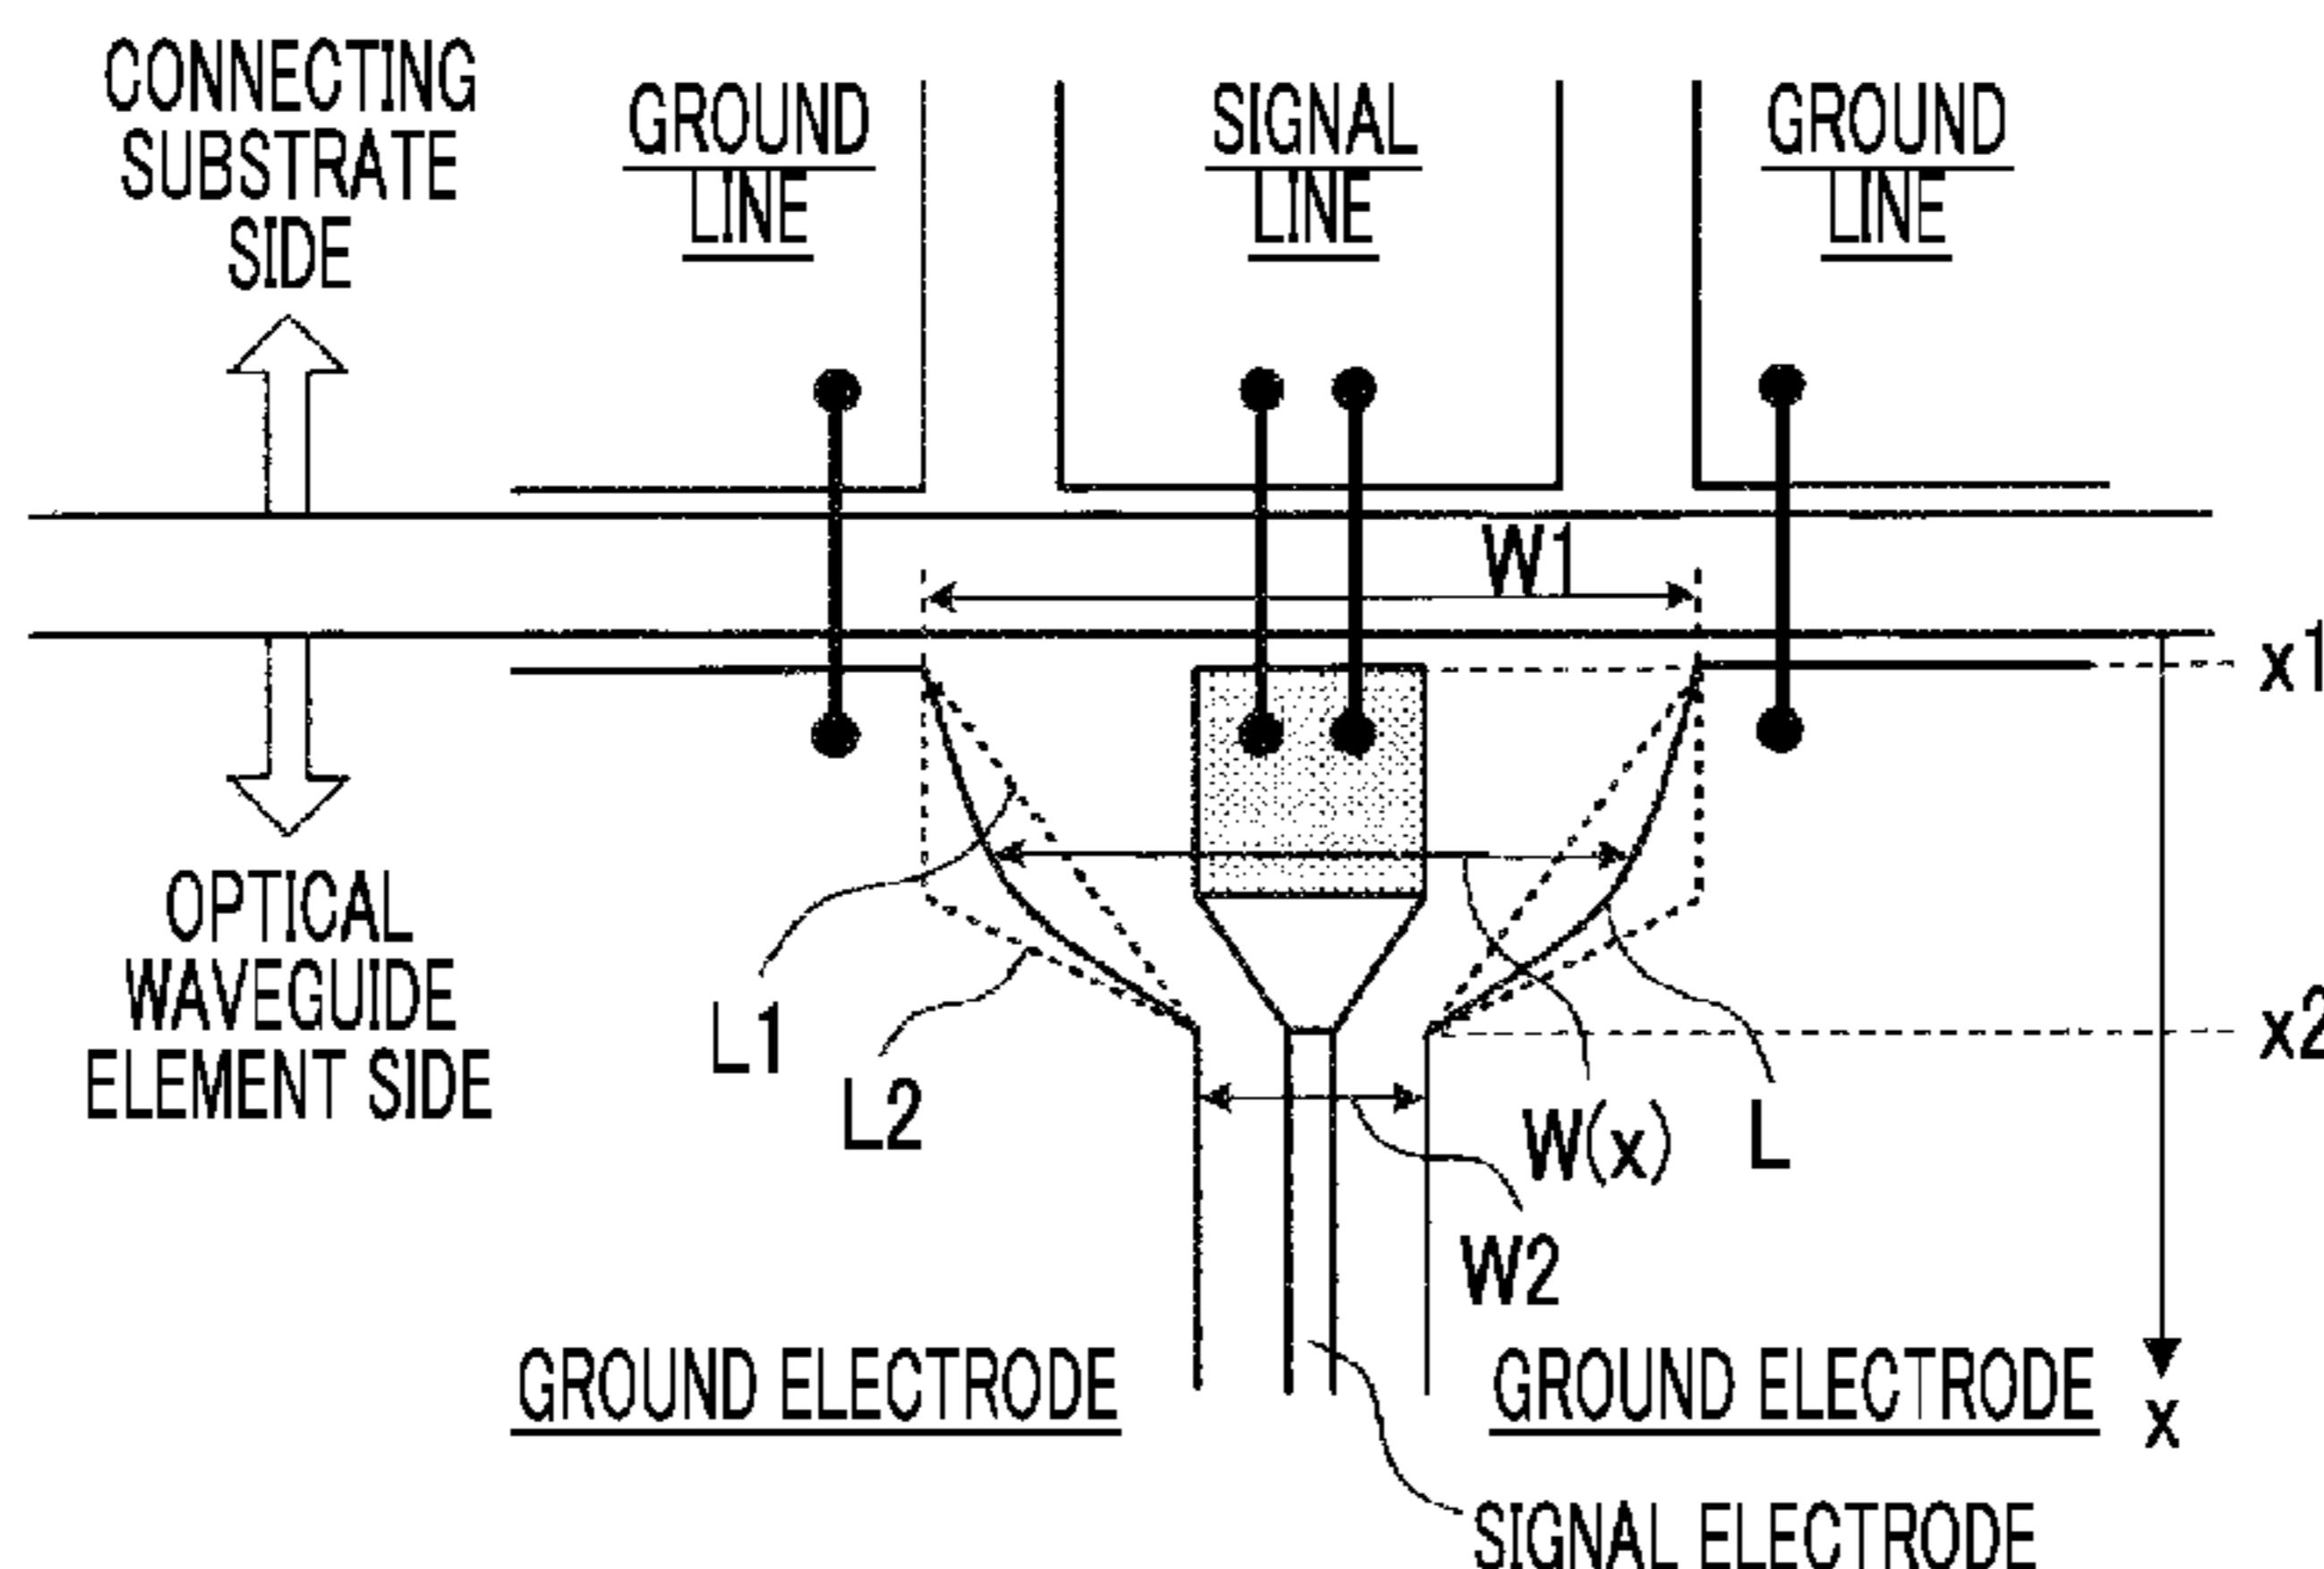 CONNECTING
SUBSTRATE
SIDE
GROUND
LINE
SIGNAL
LINE
GROUND
LINE
W1
x1
OPTICAL
WAVEGUIDE
ELEMENT SIDE
L1
L2
W(x)
L
x2
W2
GROUND ELECTRODE
GROUND ELECTRODE
x
SIGNAL ELECTRODE